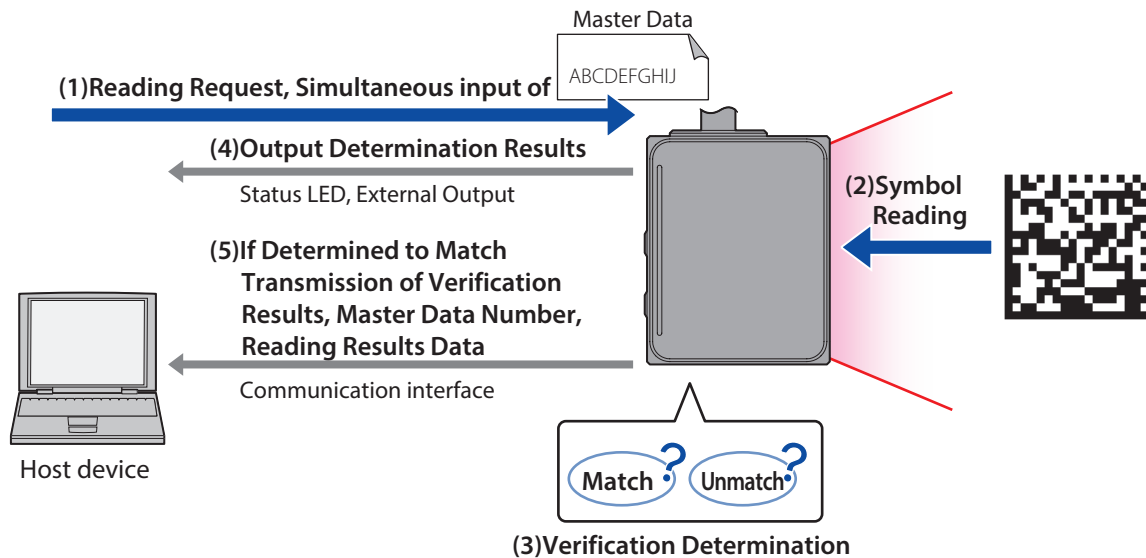 Master Data
ABCDEFGHIJ
(1)Reading Request, Simultaneous input of
(4)Output Determination Results
Status LED, External Output
(2)Symbol
Reading
(5)If Determined to Match
Transmission of Verification
Results, Master Data Number,
Reading Results Data
Communication interface
Host device
Match ?
Unmatch ?
(3)Verification Determination